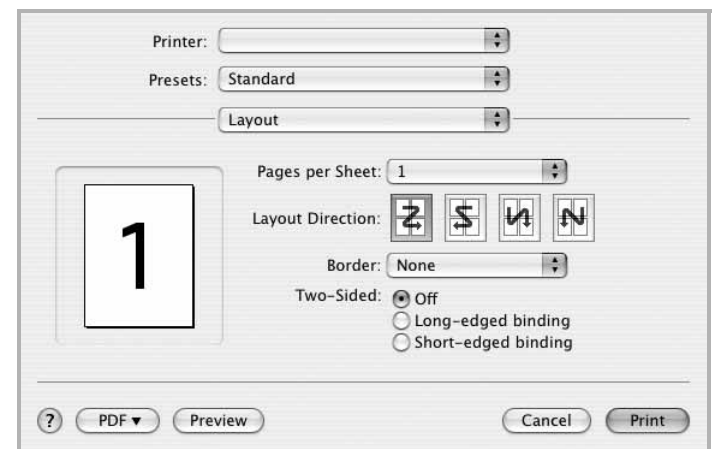 Printer:
Presets: Standard
Layout
Pages per Sheet: 1
Layout Direction:
Border: None
Two-Sided: Off
Long-edged binding
Short-edged binding
1
? PDF▼ Preview Cancel Print